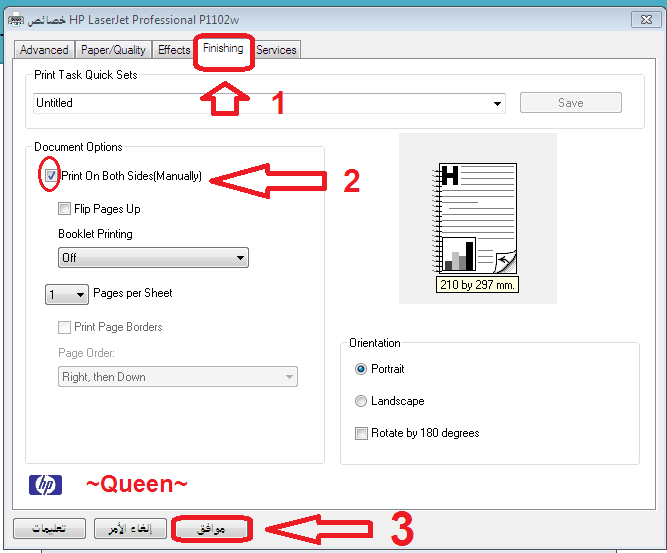 خصائص HP LaserJet Professional P1102w
Advanced Paper/Quality Effects Finishing Services
1
Print Task Quick Sets
Untitled Save
Document Options
Print On Both Sides(Manually) 2
Flip Pages Up
Booklet Printing
Off
1 Pages per Sheet
Print Page Borders
Page Order:
Right, then Down
H
210 by 297 mm.
Orientation
Portrait
Landscape
Rotate by 180 degrees
hp ~Queen~
تعليمات إلغاء الأمر موافق 3